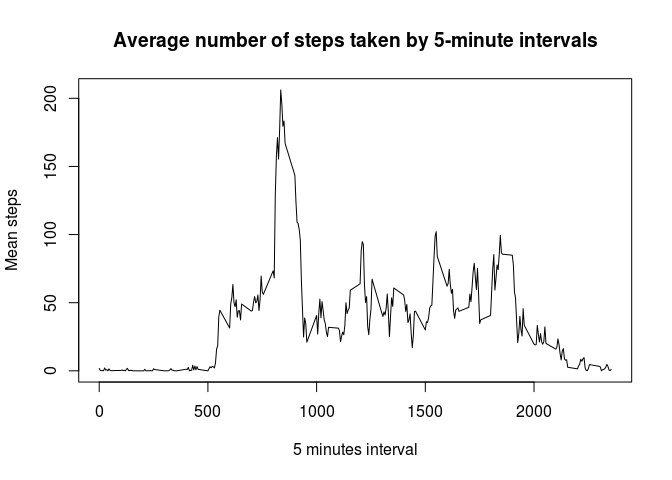 Average number of steps taken by 5-minute intervals
Mean steps
200
150
100
50
0
0 500 1000 1500 2000
5 minutes interval